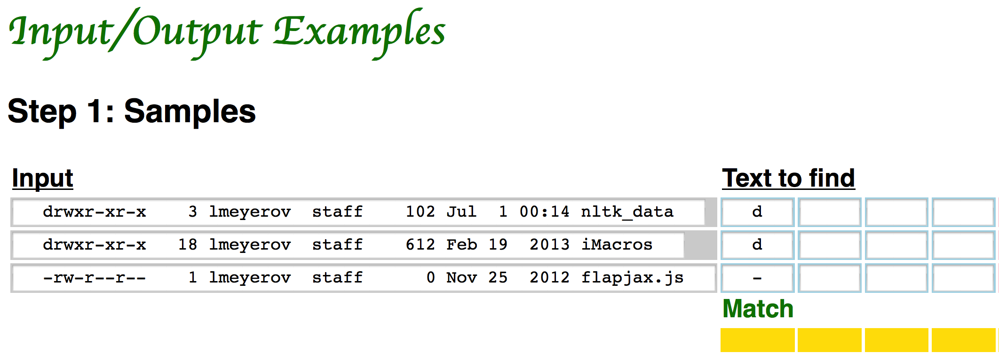 Input/Output Examples
Step 1: Samples
Input Text to find
drwxr-xr-x    3 lmeyerov  staff    102 Jul  1 00:14 nltk_data d
drwxr-xr-x   18 lmeyerov  staff    612 Feb 19  2013 iMacros d
-rw-r--r--    1 lmeyerov  staff      0 Nov 25  2012 flapjax.js -
Match